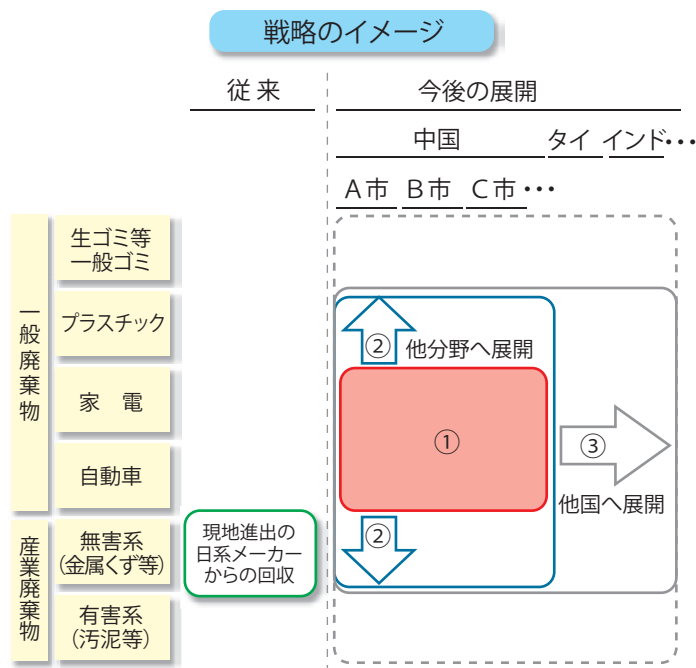 戦略のイメージ
従来
今後の展開
中国
タイ
インド・・・
A市
B市
C市・・・
一般廃棄物
生ゴミ等
一般ゴミ
プラスチック
家 電
自動車
産業廃棄物
無害系
(金属くず等)
有害系
(汚泥等)
現地進出の
日系メーカー
からの回収
②
他分野へ展開
①
③
他国へ展開
②